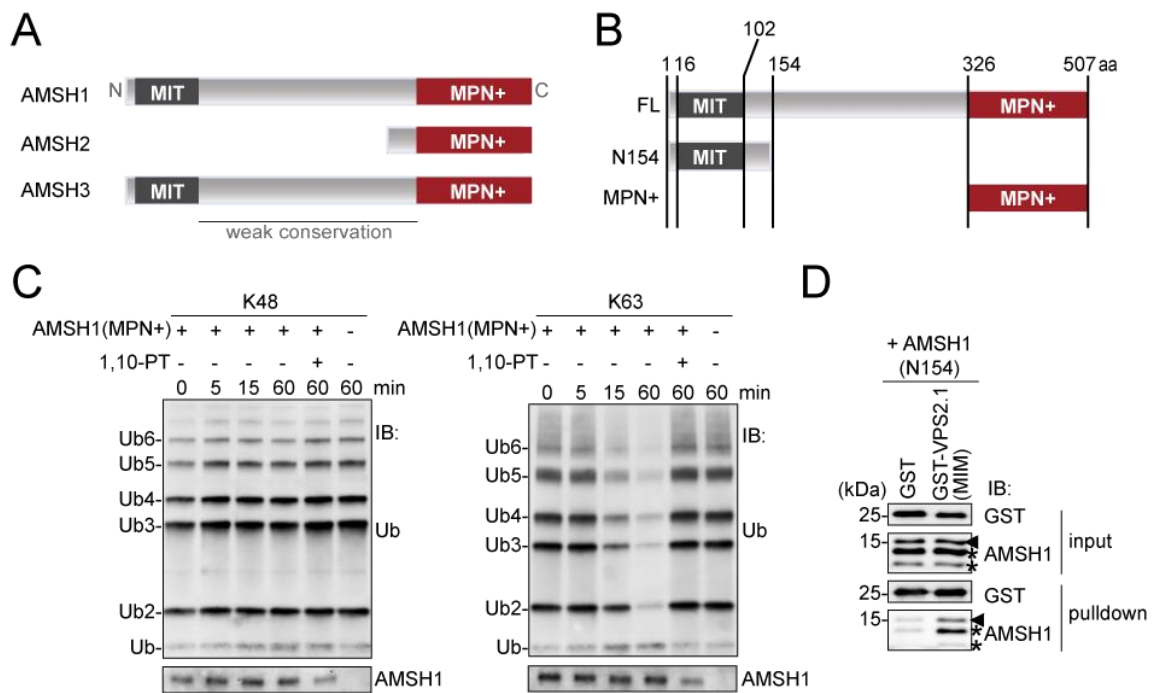 A
N MIT MPN+ C
AMSH1
AMSH2
MPN+
AMSH3
MIT MPN+
weak conservation
B
102
1 16 154 326 507 aa
FL MIT MPN+
N154 MIT
MPN+ MPN+
C
K48
AMSH1(MPN+) + + + + + -
1,10-PT - - - - + -
0 5 15 60 60 60 min
Ub6-
Ub5-
Ub4-
Ub3-
Ub2-
Ub-
IB:
Ub
AMSH1
K63
AMSH1(MPN+) + + + + + -
1,10-PT - - - - + -
0 5 15 60 60 60 min
Ub6-
Ub5-
Ub4-
Ub3-
Ub2-
Ub-
IB:
Ub
AMSH1
D
+ AMSH1
(N154)
GST
GST-VPS2.1
(MIM)
(kDa)
IB:
25- GST
15- AMSH1
*
*
input
25- GST
15- AMSH1
*
*
pulldown